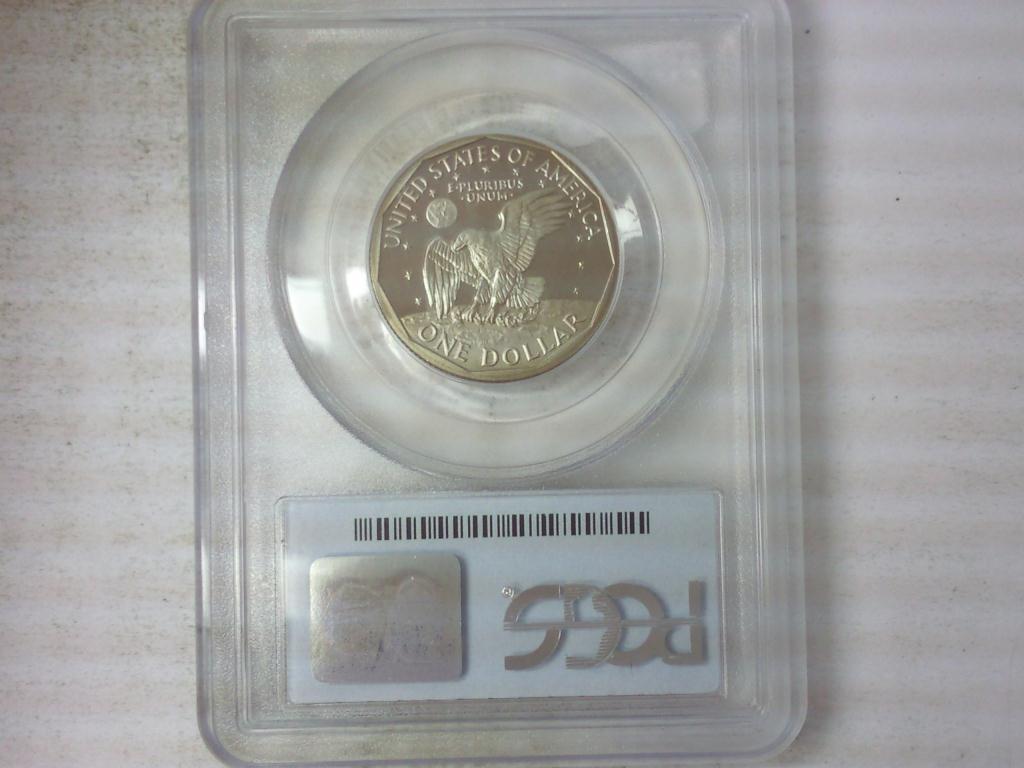 UNITED STATES OF AMERICA
E·PLURIBUS
·UNUM·
ONE DOLLAR
PCGS
®